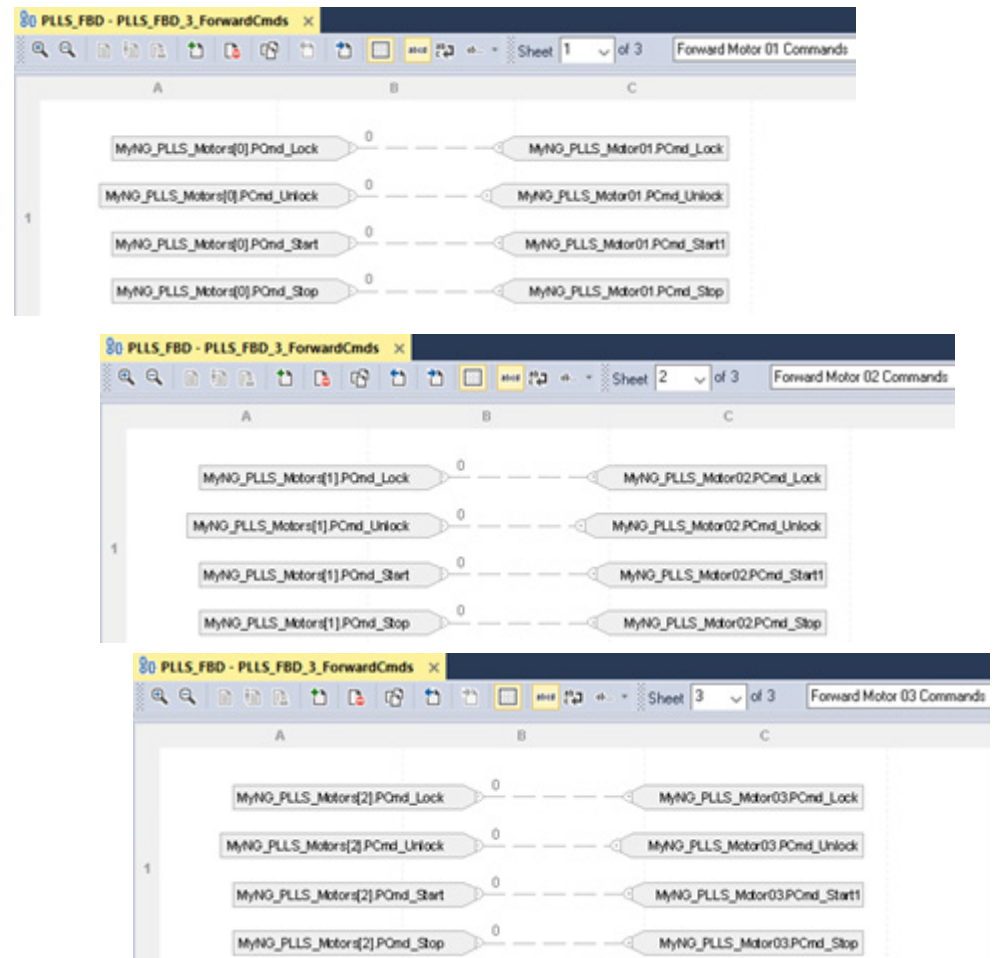 PLLS_FBD - PLLS_FBD_3_ForwardCmds ×
Sheet 1 of 3 Forward Motor 01 Commands
A B C
1
MyNG_PLLS_Motors[0].PCmd_Lock 0 MyNG_PLLS_Motor01.PCmd_Lock
MyNG_PLLS_Motors[0].PCmd_Unlock 0 MyNG_PLLS_Motor01.PCmd_Unlock
MyNG_PLLS_Motors[0].PCmd_Start 0 MyNG_PLLS_Motor01.PCmd_Start1
MyNG_PLLS_Motors[0].PCmd_Stop 0 MyNG_PLLS_Motor01.PCmd_Stop
PLLS_FBD - PLLS_FBD_3_ForwardCmds ×
Sheet 2 of 3 Forward Motor 02 Commands
A B C
1
MyNG_PLLS_Motors[1].PCmd_Lock 0 MyNG_PLLS_Motor02.PCmd_Lock
MyNG_PLLS_Motors[1].PCmd_Unlock 0 MyNG_PLLS_Motor02.PCmd_Unlock
MyNG_PLLS_Motors[1].PCmd_Start 0 MyNG_PLLS_Motor02.PCmd_Start1
MyNG_PLLS_Motors[1].PCmd_Stop 0 MyNG_PLLS_Motor02.PCmd_Stop
PLLS_FBD - PLLS_FBD_3_ForwardCmds ×
Sheet 3 of 3 Forward Motor 03 Commands
A B C
1
MyNG_PLLS_Motors[2].PCmd_Lock 0 MyNG_PLLS_Motor03.PCmd_Lock
MyNG_PLLS_Motors[2].PCmd_Unlock 0 MyNG_PLLS_Motor03.PCmd_Unlock
MyNG_PLLS_Motors[2].PCmd_Start 0 MyNG_PLLS_Motor03.PCmd_Start1
MyNG_PLLS_Motors[2].PCmd_Stop 0 MyNG_PLLS_Motor03.PCmd_Stop